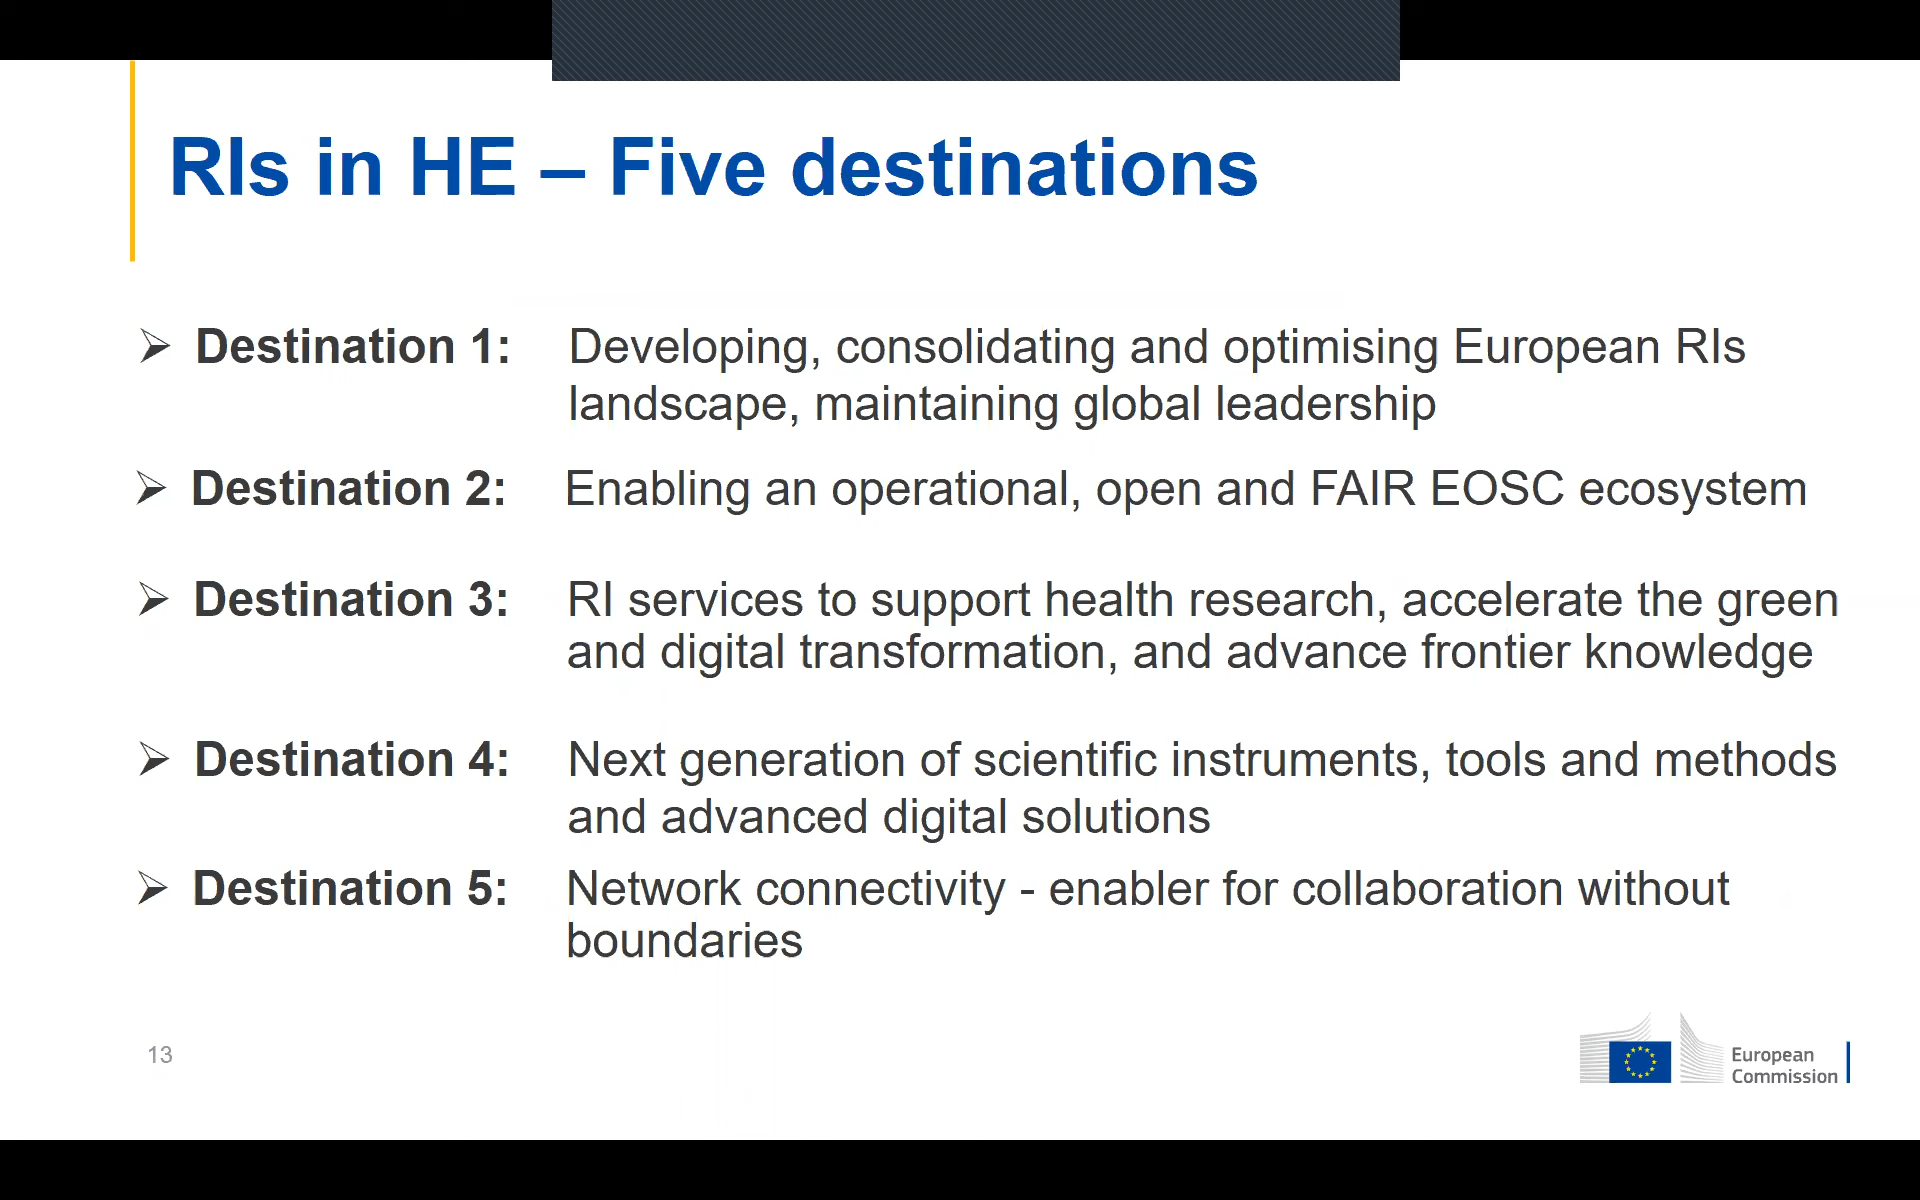 RIs in HE – Five destinations
➢ Destination 1: Developing, consolidating and optimising European RIs
landscape, maintaining global leadership
➢ Destination 2: Enabling an operational, open and FAIR EOSC ecosystem
➢ Destination 3: RI services to support health research, accelerate the green
and digital transformation, and advance frontier knowledge
➢ Destination 4: Next generation of scientific instruments, tools and methods
and advanced digital solutions
➢ Destination 5: Network connectivity - enabler for collaboration without
boundaries
13
European
Commission